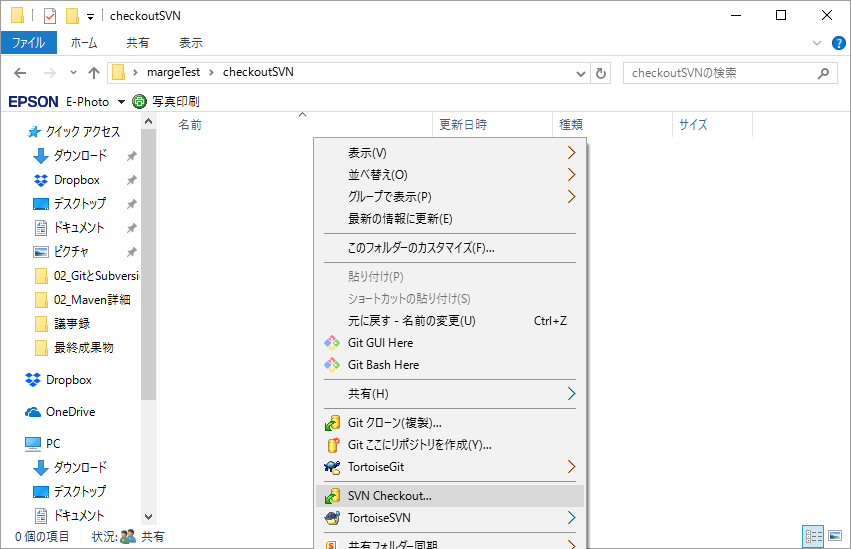 checkoutSVN
ファイル ホーム 共有 表示
margeTest checkoutSVN checkoutSVNの検索
EPSON E-Photo 写真印刷
名前 更新日時 種類 サイズ
クイック アクセス
ダウンロード
Dropbox
デスクトップ
ドキュメント
ピクチャ
02_GitとSubversi
02_Maven詳細
議事録
最終成果物
Dropbox
OneDrive
PC
ダウンロード
デスクトップ
ドキュメント
表示(V)
並べ替え(O)
グループで表示(P)
最新の情報に更新(E)
このフォルダーのカスタマイズ(F)...
貼り付け(P)
ショートカットの貼り付け(S)
元に戻す - 名前の変更(U) Ctrl+Z
Git GUI Here
Git Bash Here
共有(H)
Git クローン(複製)...
Git ここにリポジトリを作成(Y)...
TortoiseGit
SVN Checkout...
TortoiseSVN
共有フォルダー同期
0 個の項目 状況: 共有